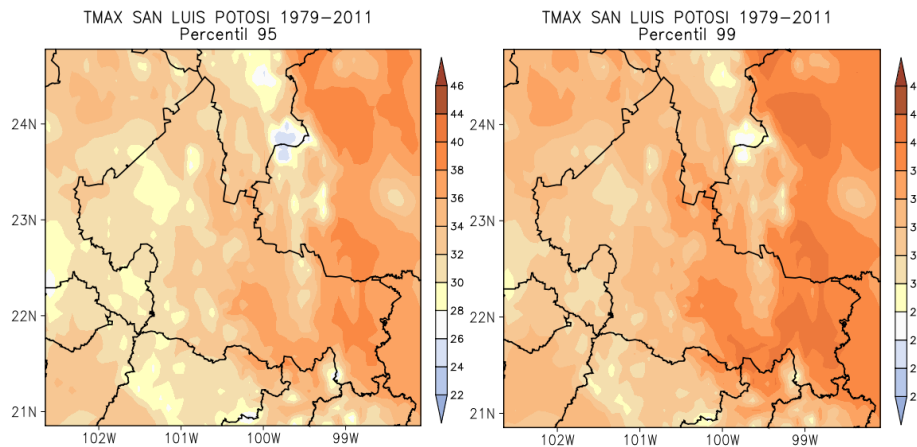 TMAX SAN LUIS POTOSI 1979-2011
Percentil 95
46
44
40
38
36
34
32
30
28
26
24
22
24N
23N
22N
21N
102W
101W
100W
99W
TMAX SAN LUIS POTOSI 1979-2011
Percentil 99
24N
23N
22N
21N
102W
101W
100W
99W